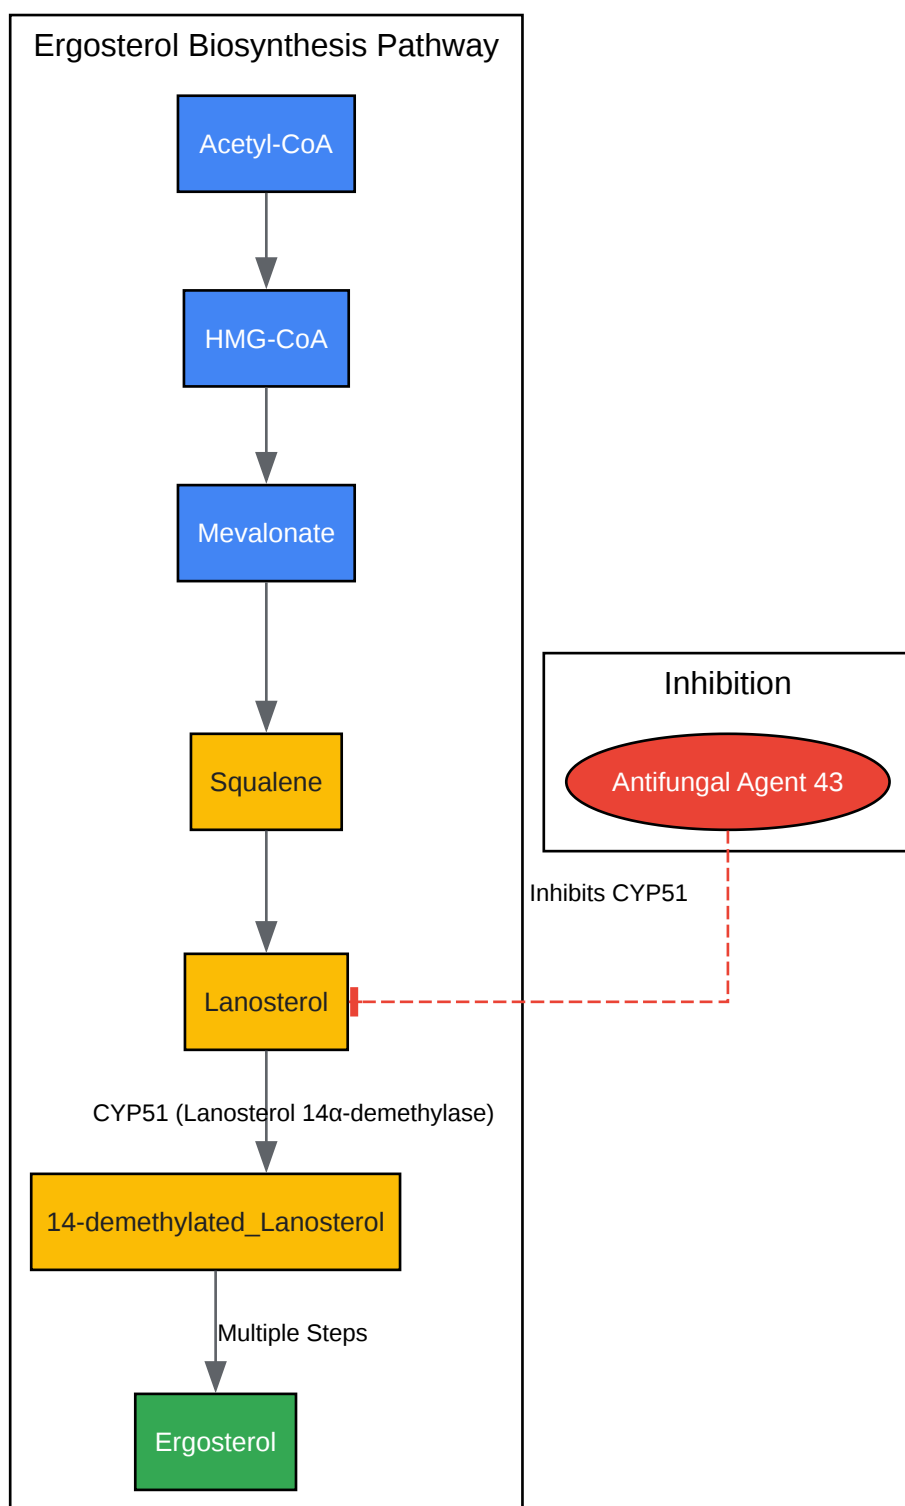 Ergosterol Biosynthesis Pathway
Acetyl-CoA
HMG-CoA
Mevalonate
Inhibition
Squalene
Antifungal Agent 43
Inhibits CYP51
Lanosterol
CYP51 (Lanosterol 14α-demethylase)
14-demethylated_Lanosterol
Multiple Steps
Ergosterol